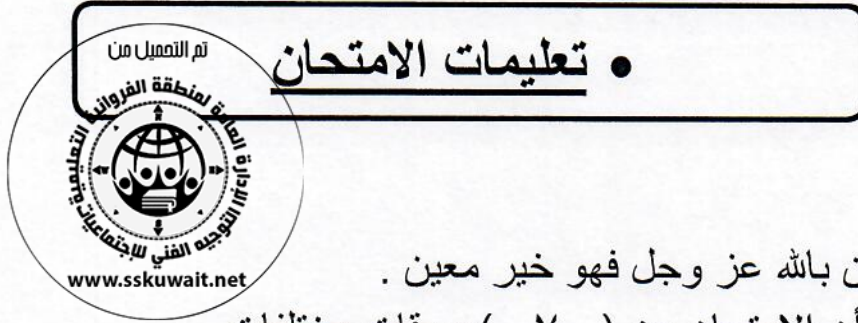 • تعليمات الامتحان
تم التحميل من
الإدارة العامة لمنطقة الفروانية التعليمية
التوجيه الفني للاجتماعيات
www.sskuwait.net
بالله عز وجل فهو خير معين .